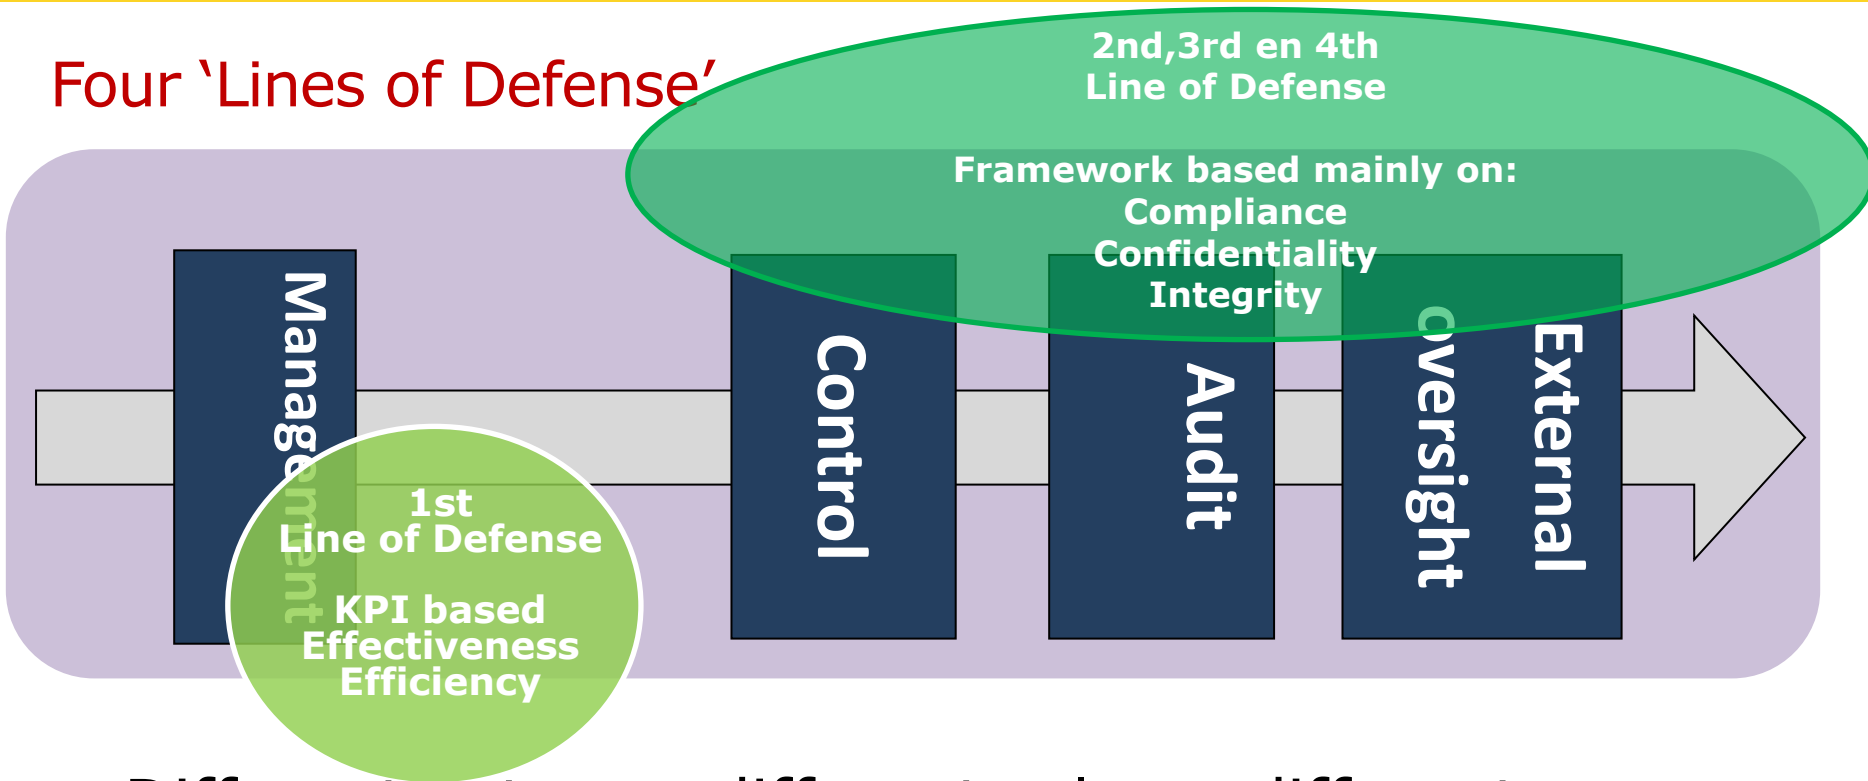 Four ‘Lines of Defense’
2nd,3rd en 4th
Line of Defense
Framework based mainly on:
Compliance
Confidentiality
Integrity
Management
1st
Line of Defense
KPI based
Effectiveness
Efficiency
Control
Audit
External
oversight